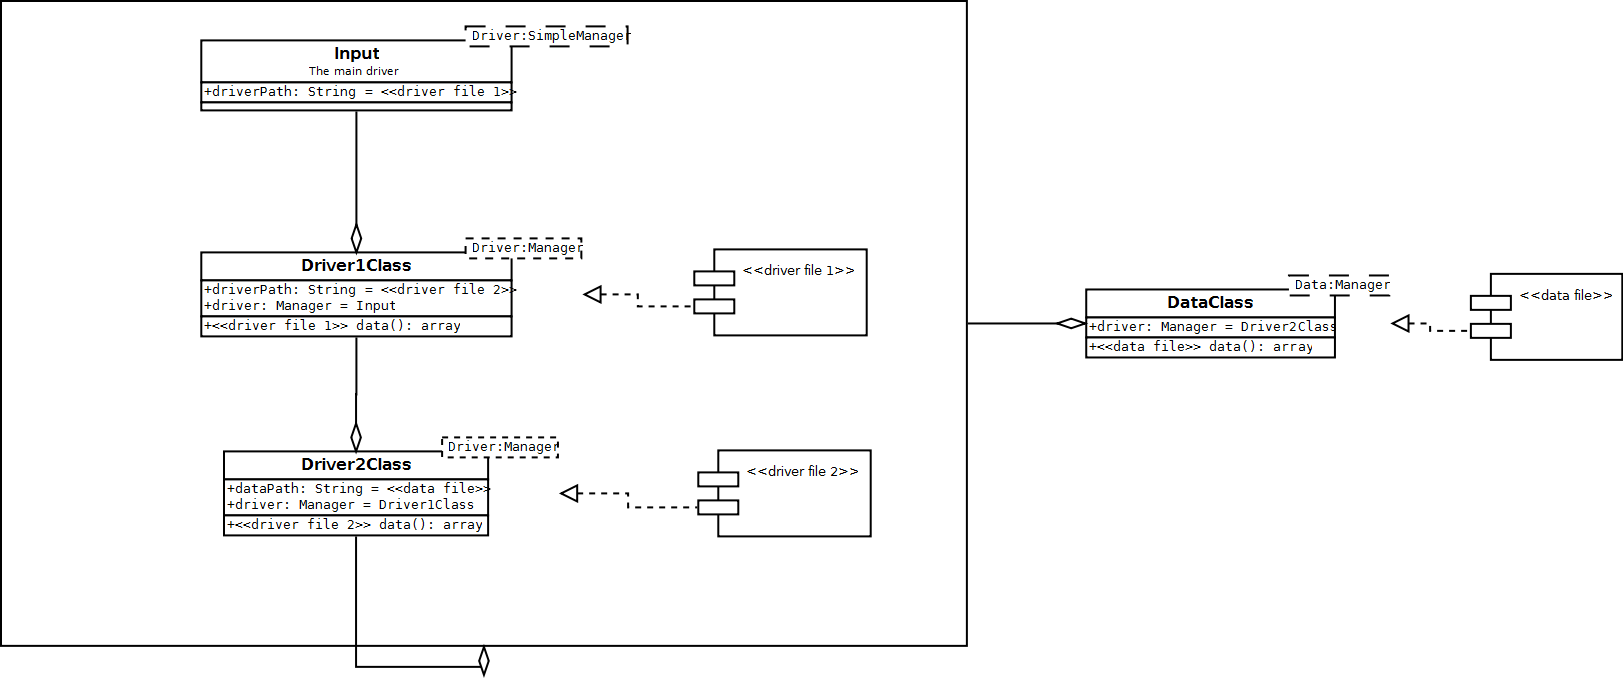 Driver:SimpleManager
Input
The main driver
+driverPath: String = <<driver file 1>>
Driver:Manager
Driver1Class
+driverPath: String = <<driver file 2>>
+driver: Manager = Input
+<<driver file 1>> data(): array
<<driver file 1>>
Data:Manager
DataClass
+driver: Manager = Driver2Class
+<<data file>> data(): array
<<data file>>
Driver:Manager
Driver2Class
+dataPath: String = <<data file>>
+driver: Manager = Driver1Class
+<<driver file 2>> data(): array
<<driver file 2>>